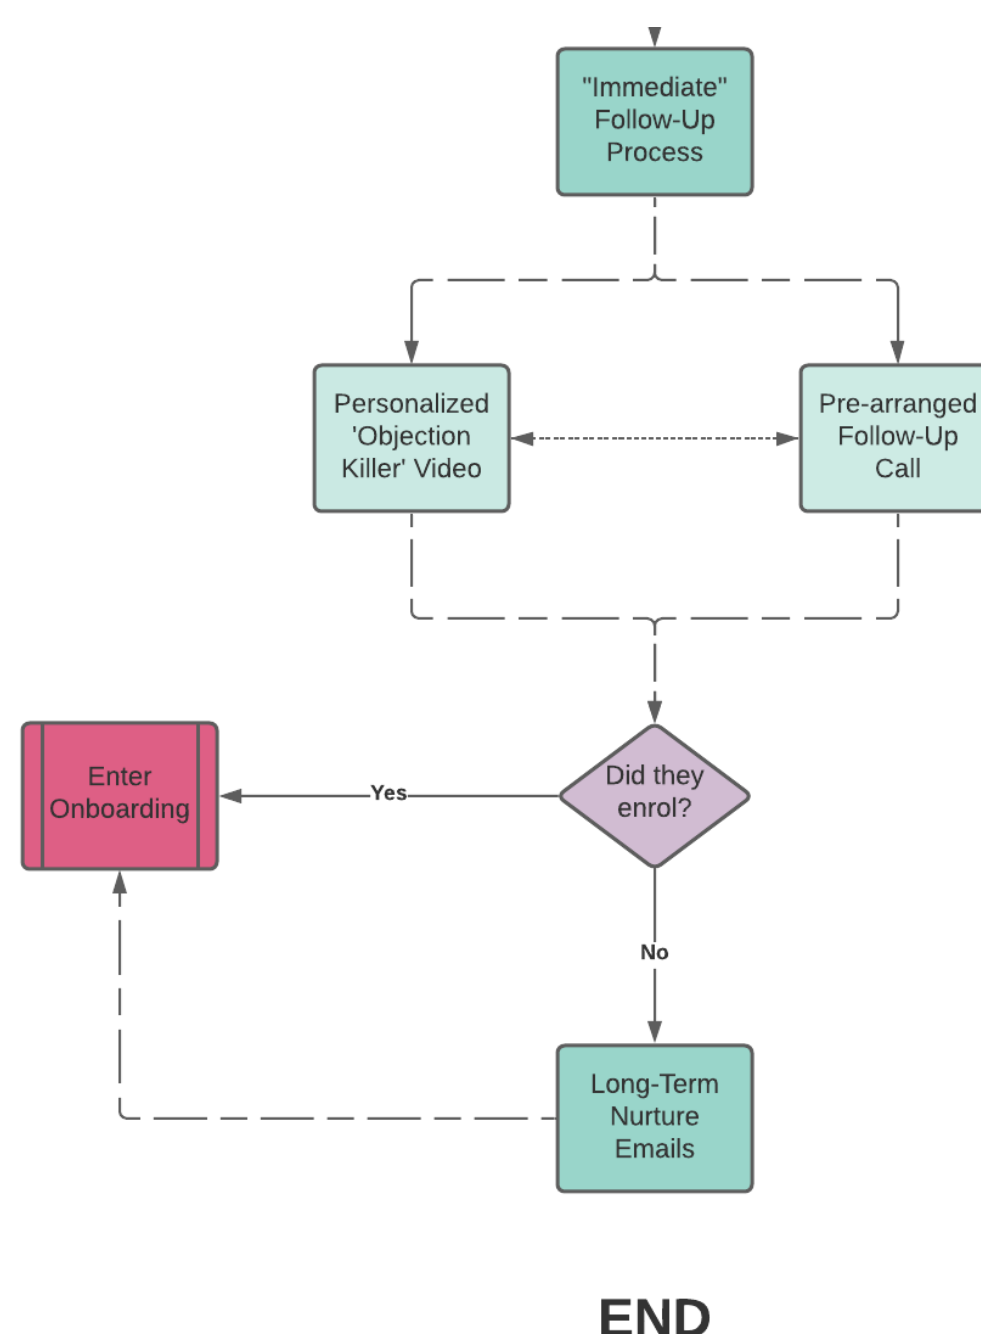 "Immediate"
Follow-Up
Process
Personalized
'Objection
Killer' Video
Pre-arranged
Follow-Up
Call
Did they
enrol?
Yes
Enter
Onboarding
No
Long-Term
Nurture
Emails
END